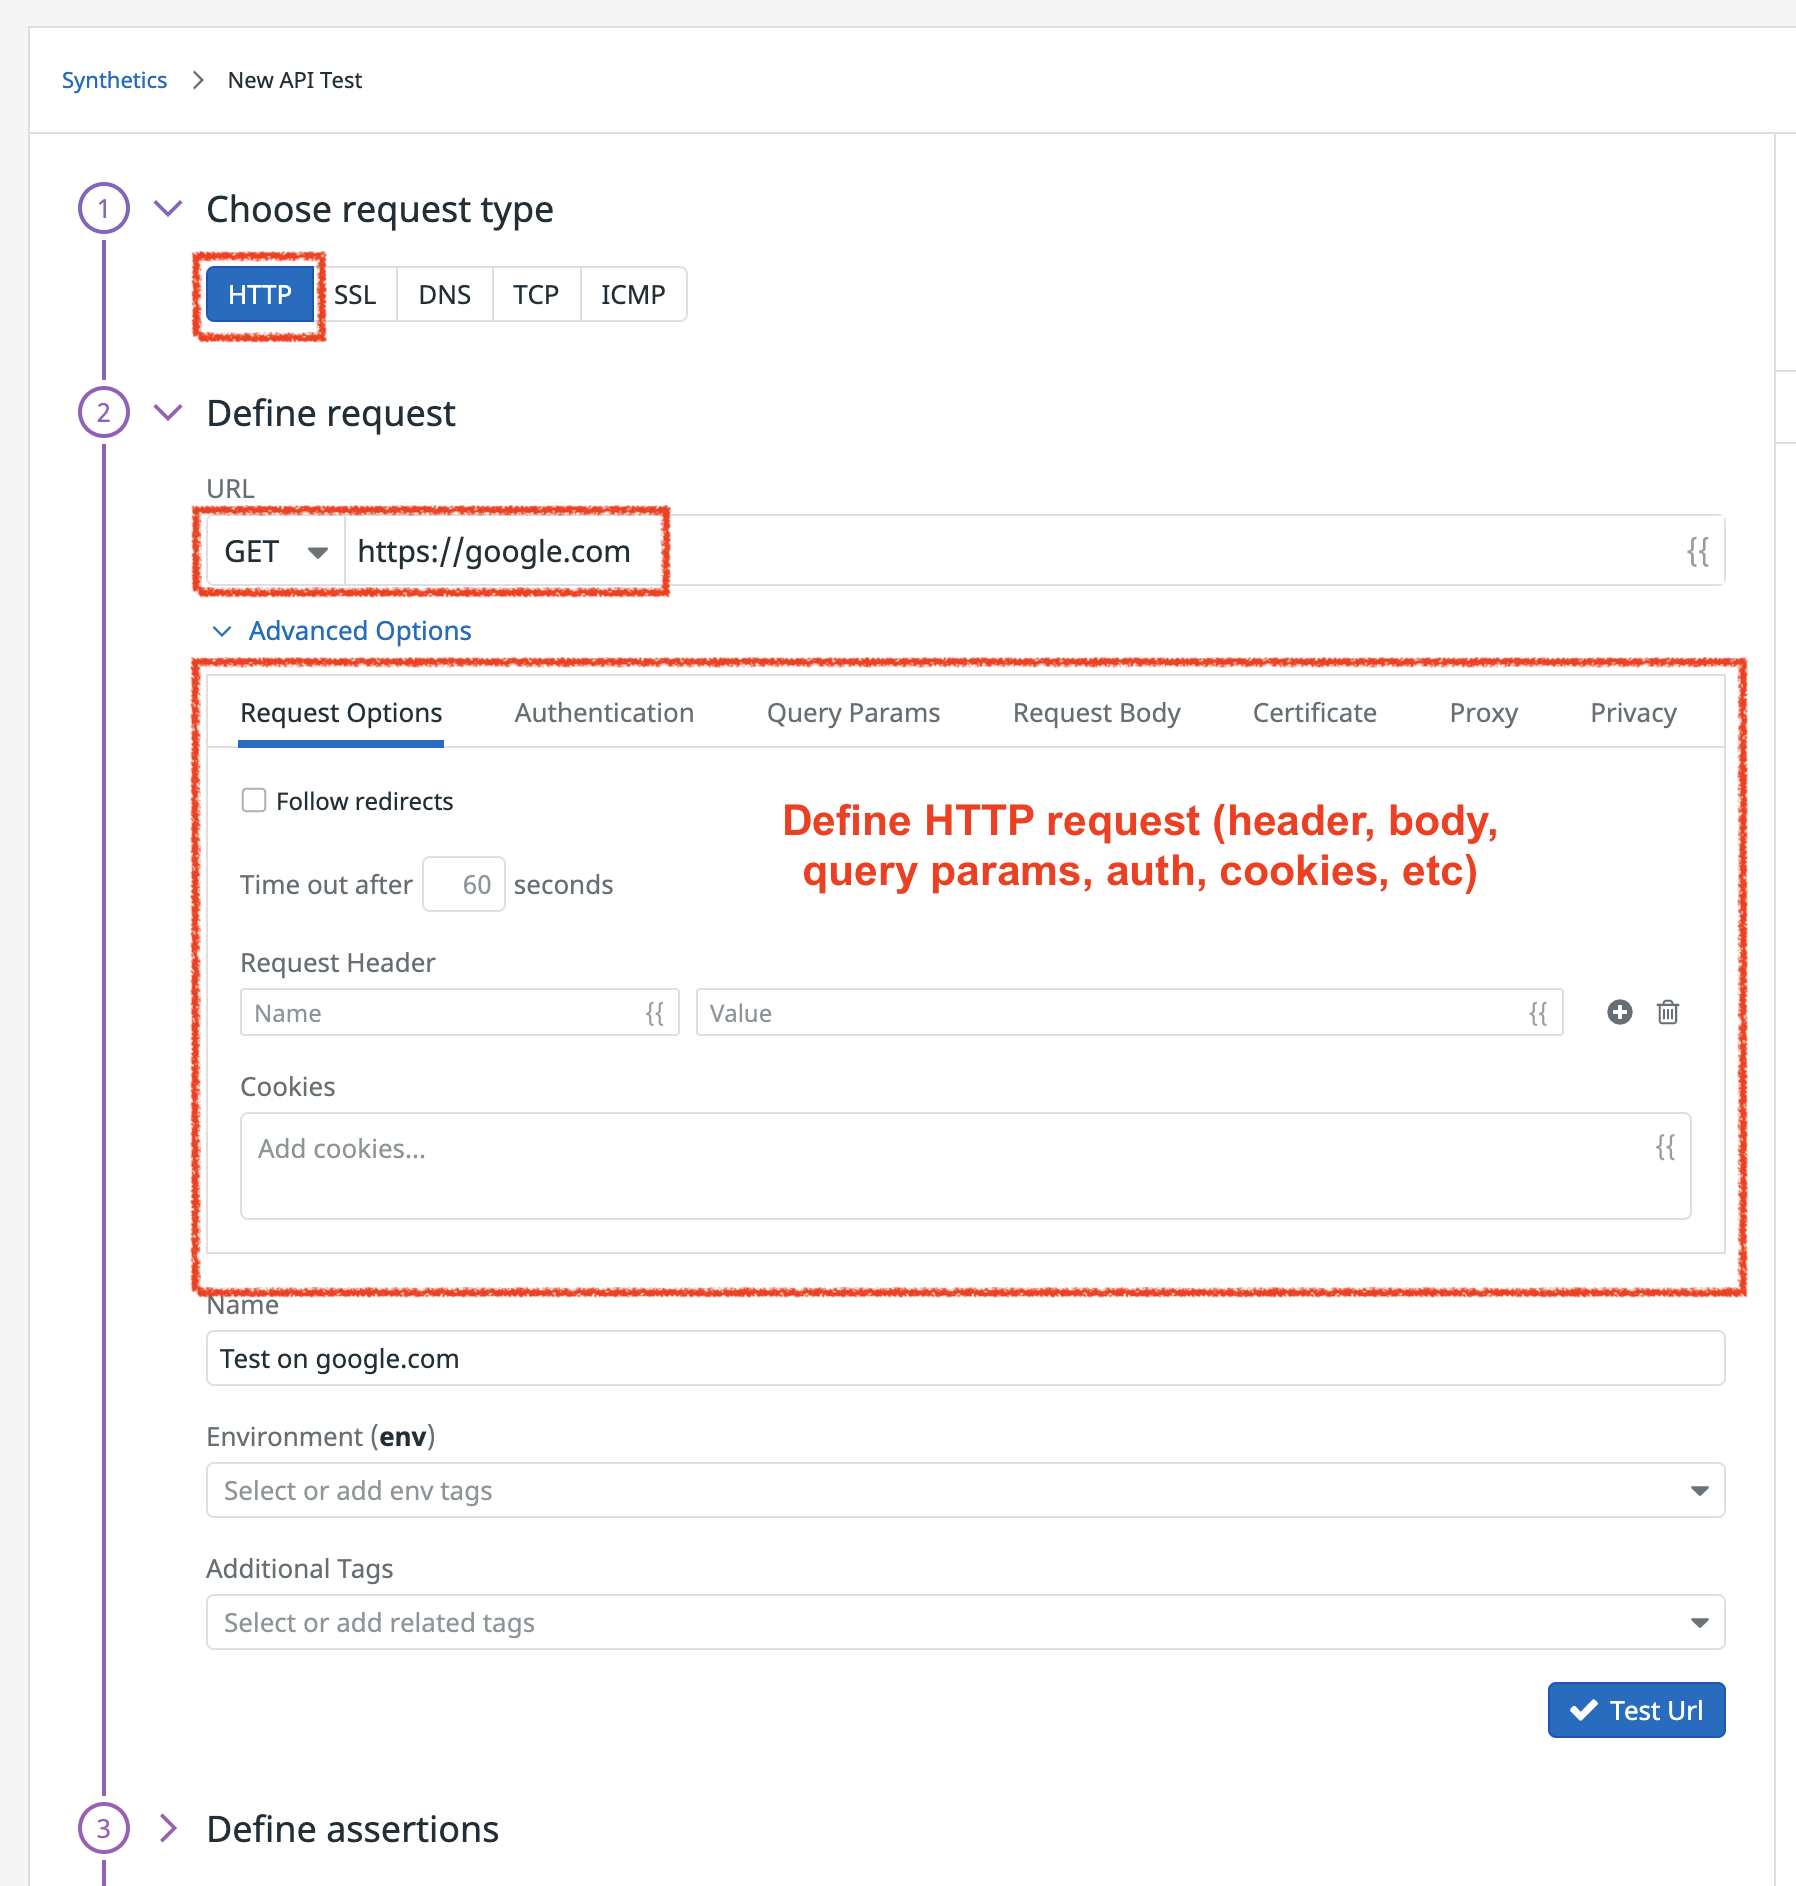 Synthetics > New API Test
1 Choose request type
HTTP SSL DNS TCP ICMP
2 Define request
URL
GET https://google.com {{
Advanced Options
Request Options Authentication Query Params Request Body Certificate Proxy Privacy
Follow redirects
Define HTTP request (header, body,
query params, auth, cookies, etc)
Time out after 60 seconds
Request Header
Name {{ Value {{
Cookies
Add cookies... {{
Name
Test on google.com
Environment (env)
Select or add env tags
Additional Tags
Select or add related tags
Test Url
3 Define assertions